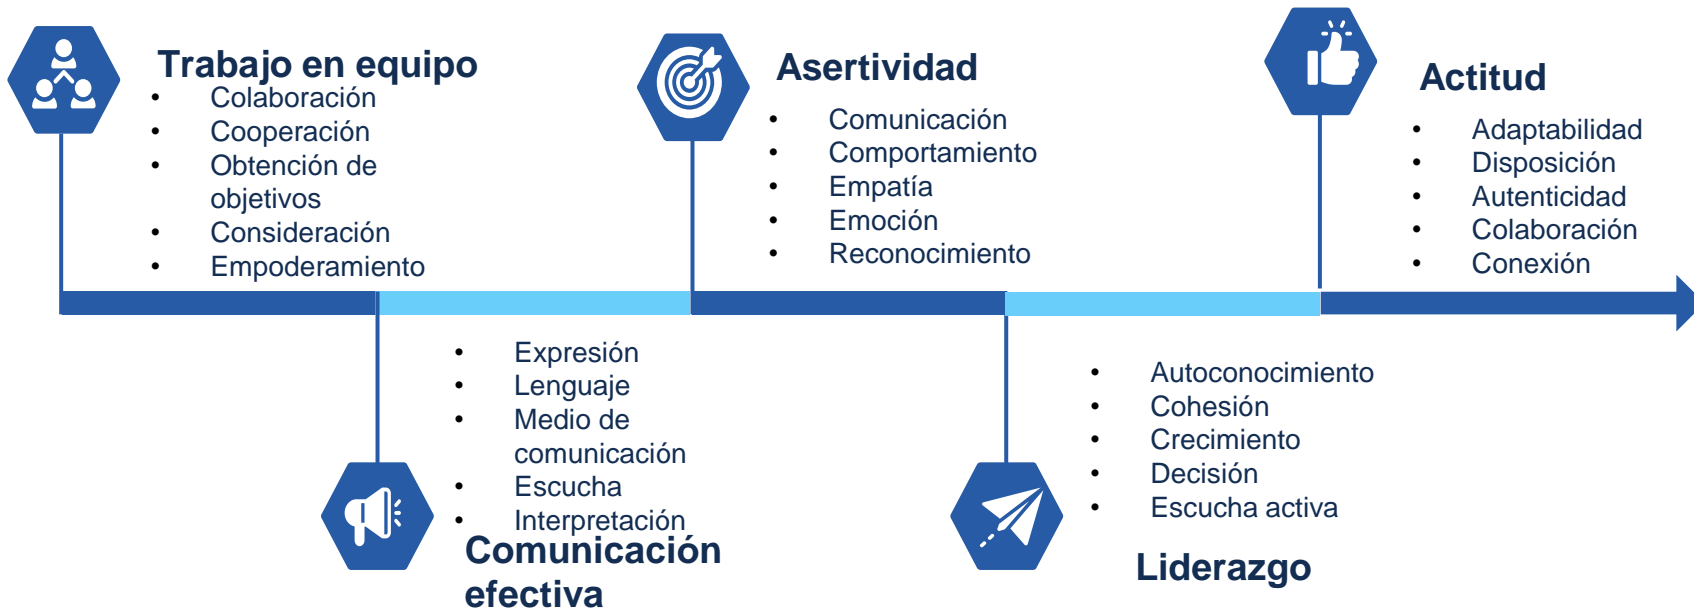 Trabajo en equipo
• Colaboración
• Cooperación
• Obtención de
objetivos
• Consideración
• Empoderamiento
• Expresión
• Lenguaje
• Medio de
comunicación
• Escucha
• Interpretación
Comunicación
efectiva
Asertividad
• Comunicación
• Comportamiento
• Empatía
• Emoción
• Reconocimiento
• Autoconocimiento
• Cohesión
• Crecimiento
• Decisión
• Escucha activa
Liderazgo
Actitud
• Adaptabilidad
• Disposición
• Autenticidad
• Colaboración
• Conexión